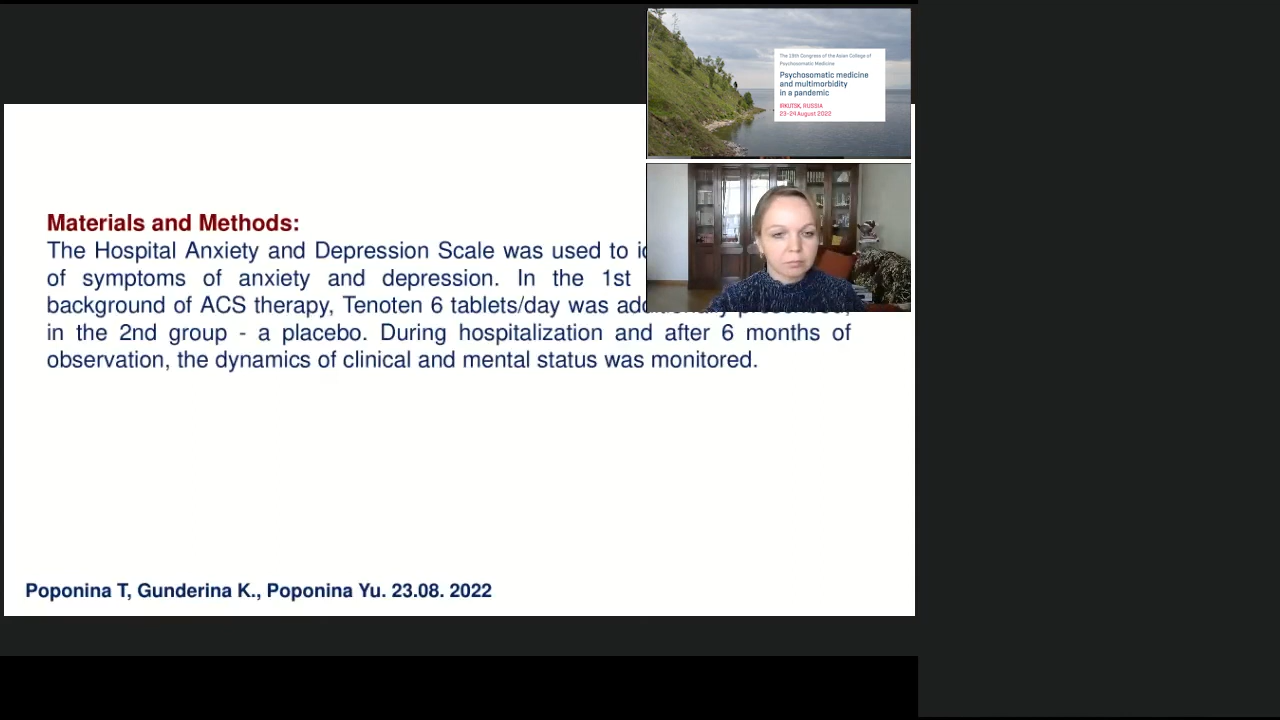 The 19th Congress of the Asian College of
Psychosomatic Medicine
Psychosomatic medicine
and multimorbidity
in a pandemic
IRKUTSK, RUSSIA
23-24 August 2022
Materials and Methods:
The Hospital Anxiety and Depression Scale was used to
of symptoms of anxiety and depression. In the 1st
background of ACS therapy, Tenoten 6 tablets/day was
in the 2nd group - a placebo. During hospitalization and after 6 months of
observation, the dynamics of clinical and mental status was monitored.
Poponina T, Gunderina K., Poponina Yu. 23.08. 2022